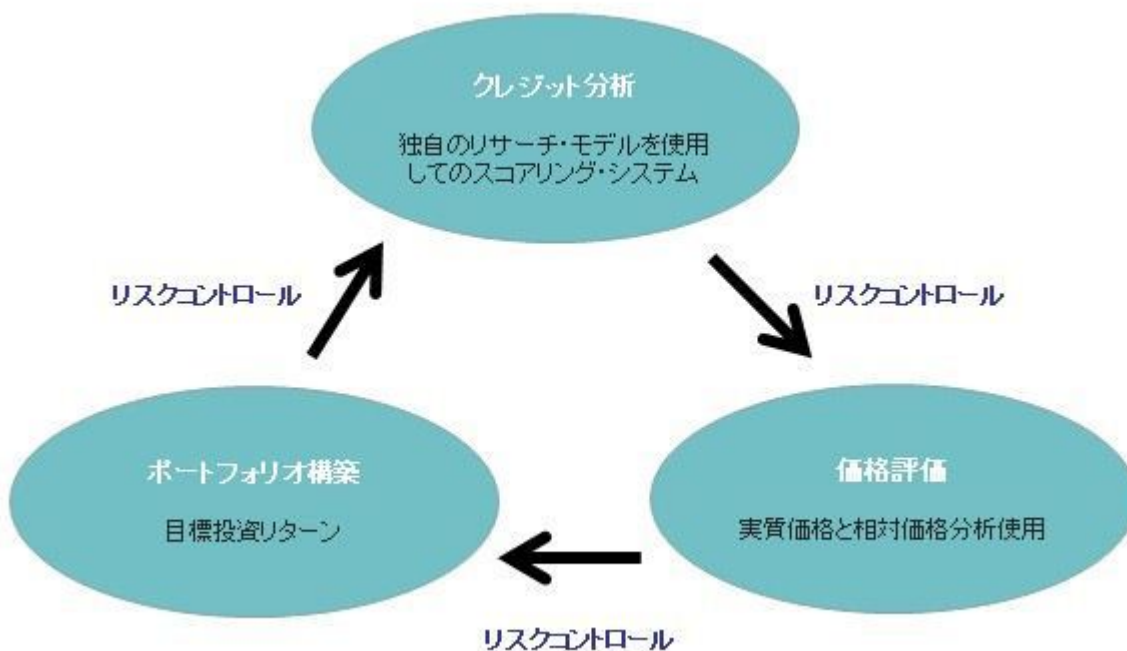 クレジット分析
独自のリサーチ・モデルを使用
してのスコアリング・システム
リスクコントロール
リスクコントロール
ポートフォリオ構築
目標投資リターン
価格評価
実質価格と相対価格分析使用
リスクコントロール